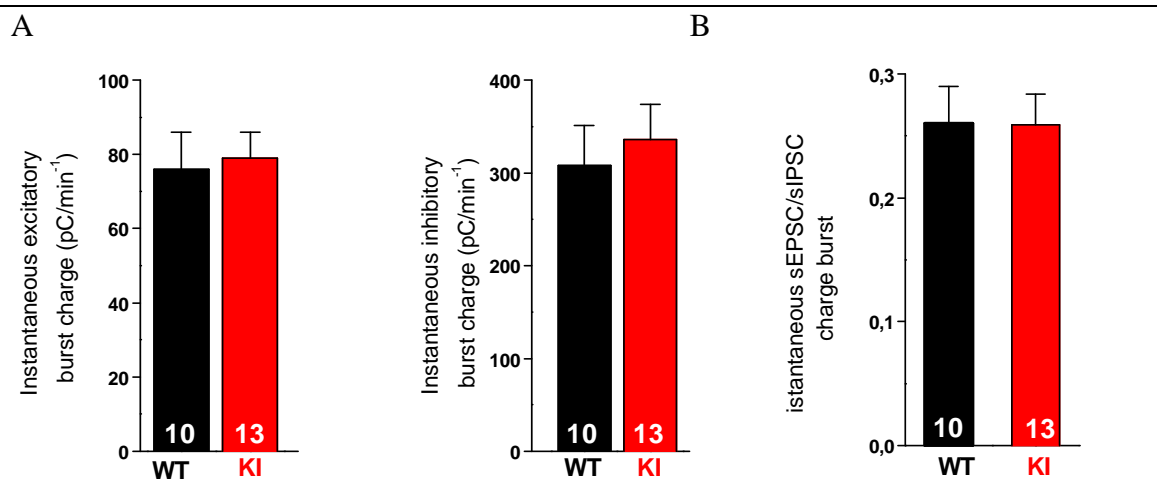 A
B
Instantaneous excitatory
burst charge (pC/min⁻¹)
100
80
60
40
20
0
10
13
WT
KI
Instantaneous inhibitory
burst charge (pC/min⁻¹)
400
300
200
100
0
10
13
WT
KI
istantaneous sEPSC/sIPSC
charge burst
0,3
0,2
0,1
0,0
10
13
WT
KI